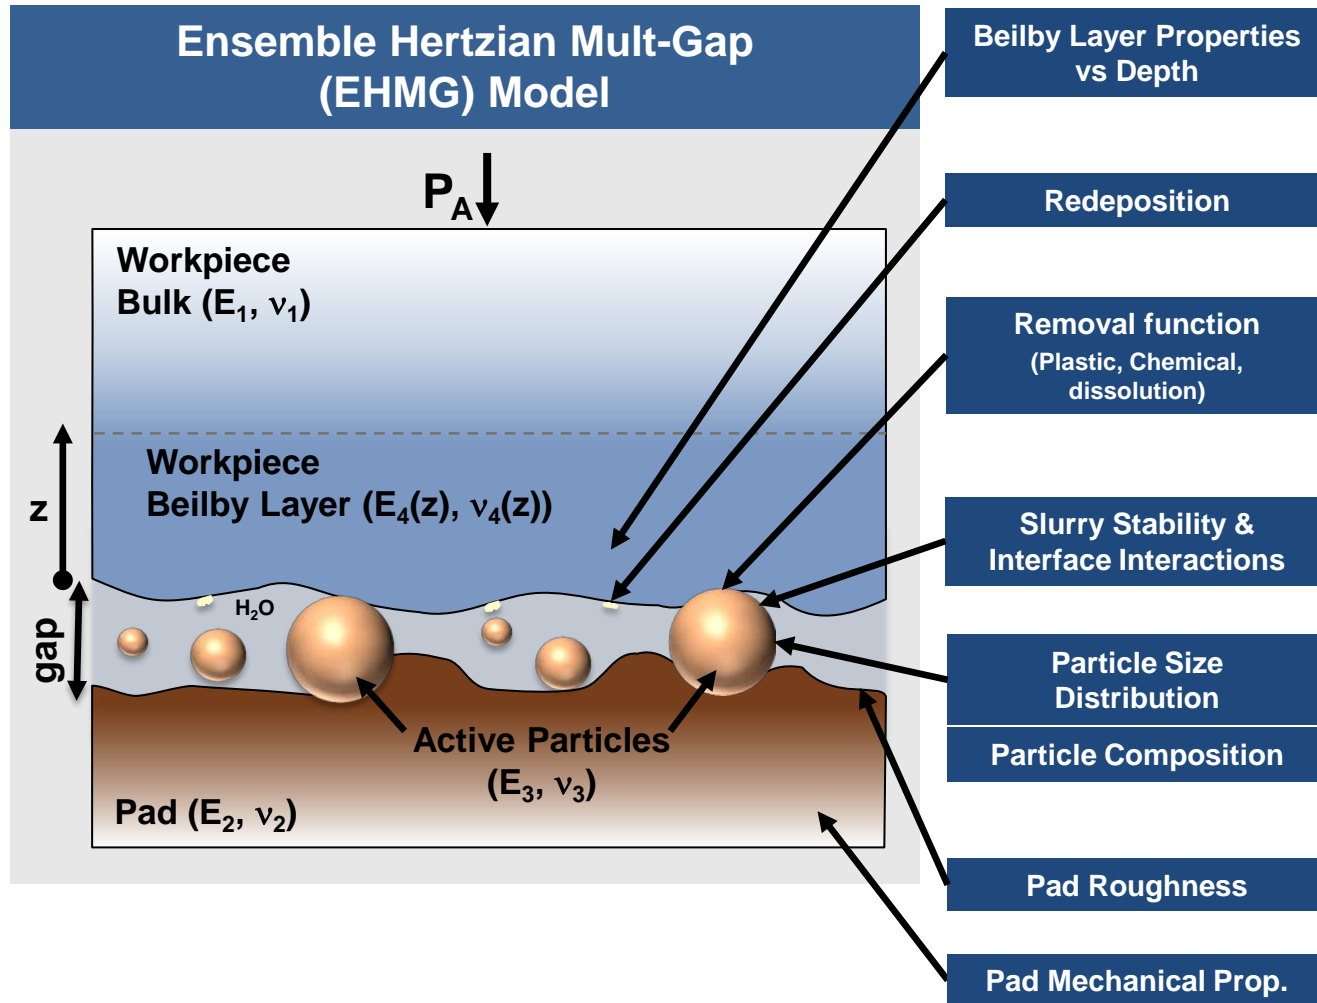 Ensemble Hertzian Mult-Gap
(EHMG) Model
P_A
Workpiece
Bulk (E₁, ν₁)
Workpiece
Beilby Layer (E₄(z), ν₄(z))
z
gap
H₂O
Active Particles
(E₃, ν₃)
Pad (E₂, ν₂)
Beilby Layer Properties
vs Depth
Redeposition
Removal function
(Plastic, Chemical,
dissolution)
Slurry Stability &
Interface Interactions
Particle Size
Distribution
Particle Composition
Pad Roughness
Pad Mechanical Prop.